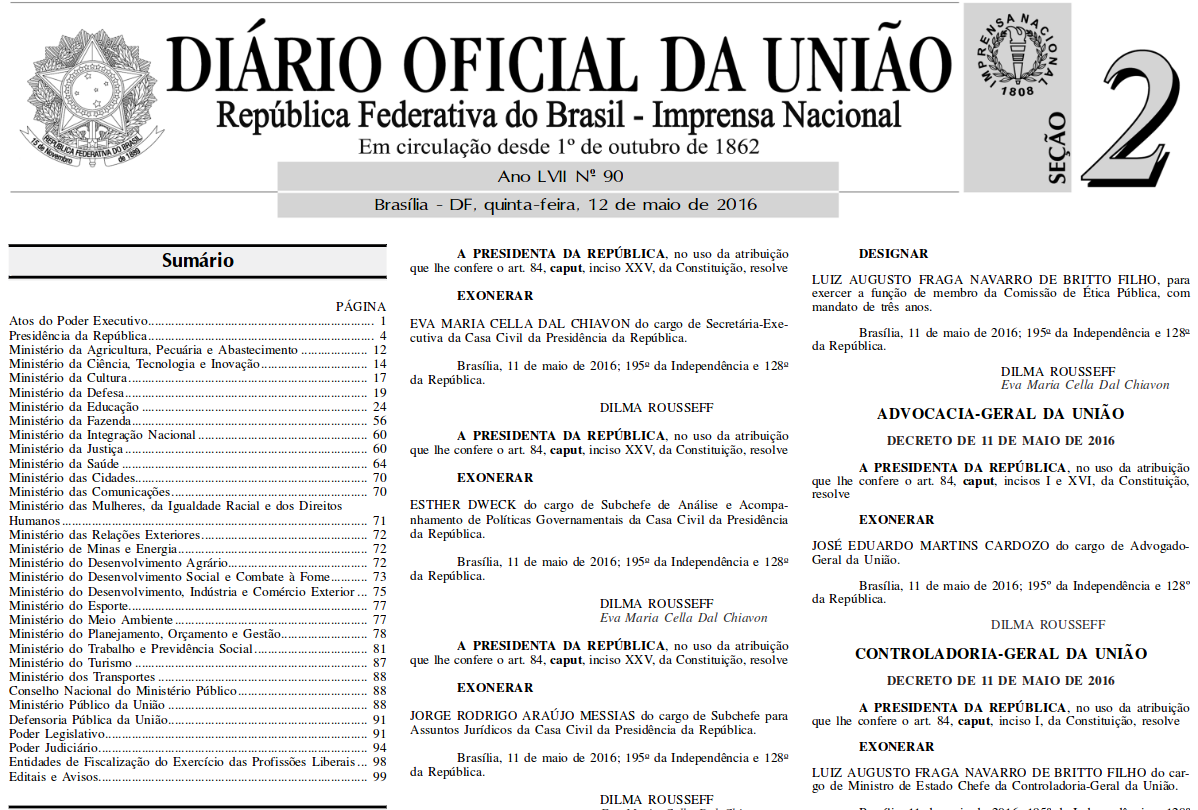 DIÁRIO OFICIAL DA UNIÃO
República Federativa do Brasil - Imprensa Nacional
Em circulação desde 1º de outubro de 1862
REPÚBLICA FEDERATIVA DO BRASIL
15 de Novembro
de 1889
IMPRENSA NACIONAL
1808
SEÇÃO
2
Ano LVII Nº 90
Brasília - DF, quinta-feira, 12 de maio de 2016
Sumário
PÁGINA
Atos do Poder Executivo.................................................................... 1
Presidência da República.................................................................... 4
Ministério da Agricultura, Pecuária e Abastecimento .................... 12
Ministério da Ciência, Tecnologia e Inovação................................ 14
Ministério da Cultura........................................................................ 17
Ministério da Defesa......................................................................... 19
Ministério da Educação .................................................................... 24
Ministério da Fazenda....................................................................... 56
Ministério da Integração Nacional ................................................... 60
Ministério da Justiça ......................................................................... 60
Ministério da Saúde .......................................................................... 64
Ministério das Cidades...................................................................... 70
Ministério das Comunicações........................................................... 70
Ministério das Mulheres, da Igualdade Racial e dos Direitos
Humanos............................................................................................ 71
Ministério das Relações Exteriores.................................................. 72
Ministério de Minas e Energia......................................................... 72
Ministério do Desenvolvimento Agrário.......................................... 72
Ministério do Desenvolvimento Social e Combate à Fome........... 73
Ministério do Desenvolvimento, Indústria e Comércio Exterior ... 75
Ministério do Esporte........................................................................ 77
Ministério do Meio Ambiente .......................................................... 77
Ministério do Planejamento, Orçamento e Gestão.......................... 78
Ministério do Trabalho e Previdência Social.................................. 81
Ministério do Turismo ...................................................................... 87
Ministério dos Transportes ............................................................... 88
Conselho Nacional do Ministério Público....................................... 88
Ministério Público da União ............................................................ 88
Defensoria Pública da União............................................................ 91
Poder Legislativo............................................................................... 91
Poder Judiciário................................................................................. 94
Entidades de Fiscalização do Exercício das Profissões Liberais ... 98
Editais e Avisos................................................................................. 99
A PRESIDENTA DA REPÚBLICA, no uso da atribuição
que lhe confere o art. 84, caput, inciso XXV, da Constituição, resolve
EXONERAR
EVA MARIA CELLA DAL CHIAVON do cargo de Secretária-Exe-
cutiva da Casa Civil da Presidência da República.
Brasília, 11 de maio de 2016; 195º da Independência e 128º
da República.
DILMA ROUSSEFF
A PRESIDENTA DA REPÚBLICA, no uso da atribuição
que lhe confere o art. 84, caput, inciso XXV, da Constituição, resolve
EXONERAR
ESTHER DWECK do cargo de Subchefe de Análise e Acompa-
nhamento de Políticas Governamentais da Casa Civil da Presidência
da República.
Brasília, 11 de maio de 2016; 195º da Independência e 128º
da República.
DILMA ROUSSEFF
Eva Maria Cella Dal Chiavon
A PRESIDENTA DA REPÚBLICA, no uso da atribuição
que lhe confere o art. 84, caput, inciso XXV, da Constituição, resolve
EXONERAR
JORGE RODRIGO ARAÚJO MESSIAS do cargo de Subchefe para
Assuntos Jurídicos da Casa Civil da Presidência da República.
Brasília, 11 de maio de 2016; 195º da Independência e 128º
da República.
DILMA ROUSSEFF
DESIGNAR
LUIZ AUGUSTO FRAGA NAVARRO DE BRITTO FILHO, para
exercer a função de membro da Comissão de Ética Pública, com
mandato de três anos.
Brasília, 11 de maio de 2016; 195º da Independência e 128º
da República.
DILMA ROUSSEFF
Eva Maria Cella Dal Chiavon
ADVOCACIA-GERAL DA UNIÃO
DECRETO DE 11 DE MAIO DE 2016
A PRESIDENTA DA REPÚBLICA, no uso da atribuição
que lhe confere o art. 84, caput, incisos I e XVI, da Constituição,
resolve
EXONERAR
JOSÉ EDUARDO MARTINS CARDOZO do cargo de Advogado-
Geral da União.
Brasília, 11 de maio de 2016; 195º da Independência e 128º
da República.
DILMA ROUSSEFF
CONTROLADORIA-GERAL DA UNIÃO
DECRETO DE 11 DE MAIO DE 2016
A PRESIDENTA DA REPÚBLICA, no uso da atribuição
que lhe confere o art. 84, caput, inciso I, da Constituição, resolve
EXONERAR
LUIZ AUGUSTO FRAGA NAVARRO DE BRITTO FILHO do car-
go de Ministro de Estado Chefe da Controladoria-Geral da União.